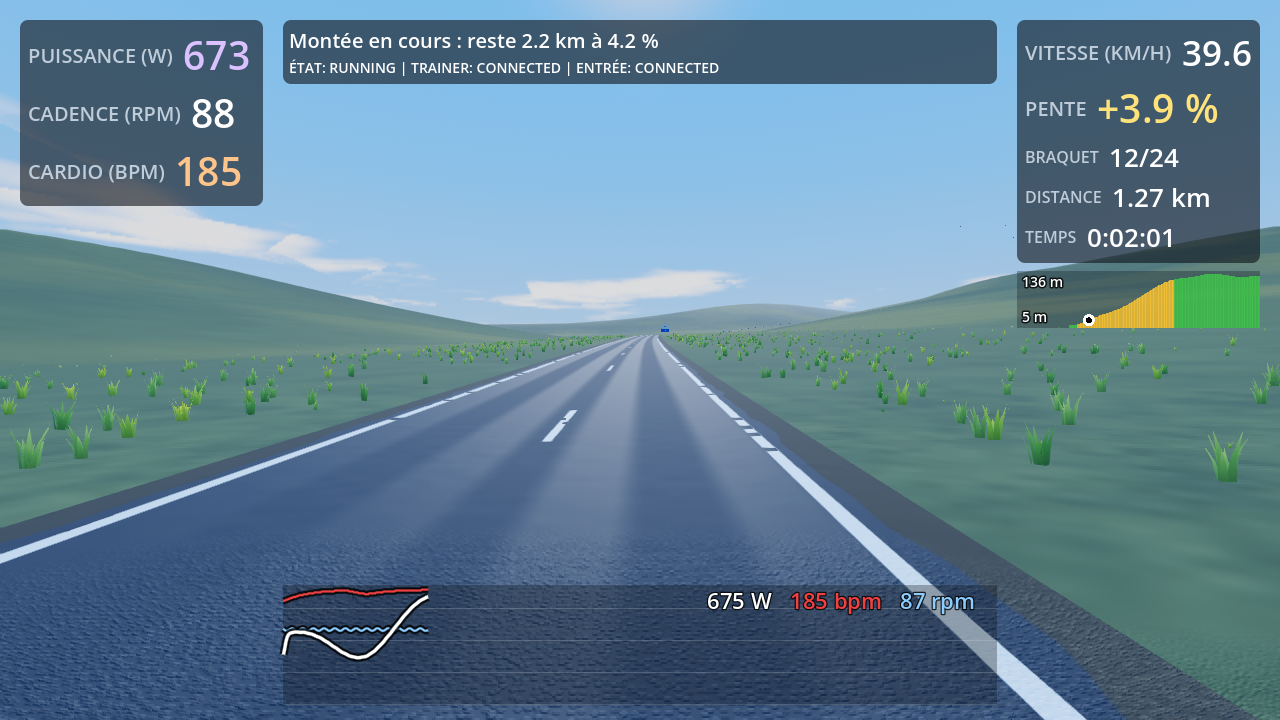 PUISSANCE (W) 673
CADENCE (RPM) 88
CARDIO (BPM) 185
Montée en cours : reste 2.2 km à 4.2 %
ÉTAT: RUNNING | TRAINER: CONNECTED | ENTRÉE: CONNECTED
VITESSE (KM/H) 39.6
PENTE +3.9 %
BRAQUET 12/24
DISTANCE 1.27 km
TEMPS 0:02:01
136 m
5 m
675 W 185 bpm 87 rpm